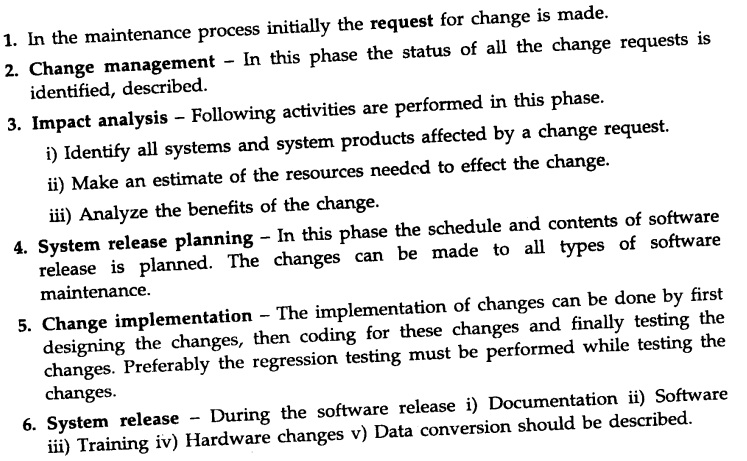 1. In the maintenance process initially the request for change is made.
2. Change management – In this phase the status of all the change requests is
identified, described.
3. Impact analysis – Following activities are performed in this phase.
i) Identify all systems and system products affected by a change request.
ii) Make an estimate of the resources needed to effect the change.
iii) Analyze the benefits of the change.
4. System release planning – In this phase the schedule and contents of software
release is planned. The changes can be made to all types of software
maintenance.
5. Change implementation – The implementation of changes can be done by first
designing the changes, then coding for these changes and finally testing the
changes. Preferably the regression testing must be performed while testing the
changes.
6. System release – During the software release i) Documentation ii) Software
iii) Training iv) Hardware changes v) Data conversion should be described.